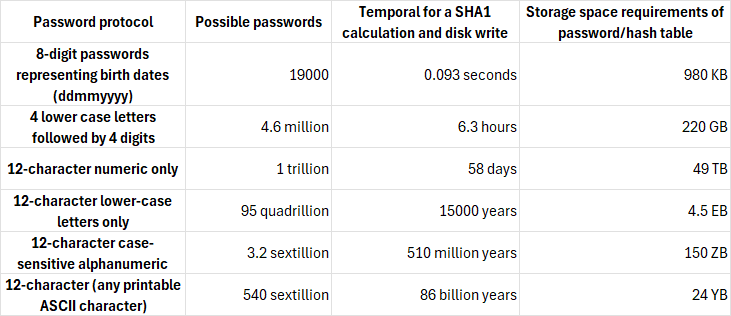 Password protocol
Possible passwords
Temporal for a SHA1
calculation and disk write
Storage space requirements of
password/hash table
8-digit passwords
representing birth dates
(ddmmyyyy)
19000
0.093 seconds
980 KB
4 lower case letters
followed by 4 digits
4.6 million
6.3 hours
220 GB
12-character numeric only
1 trillion
58 days
49 TB
12-character lower-case
letters only
95 quadrillion
15000 years
4.5 EB
12-character case-
sensitive alphanumeric
3.2 sextillion
510 million years
150 ZB
12-character (any printable
ASCII character)
540 sextillion
86 billion years
24 YB